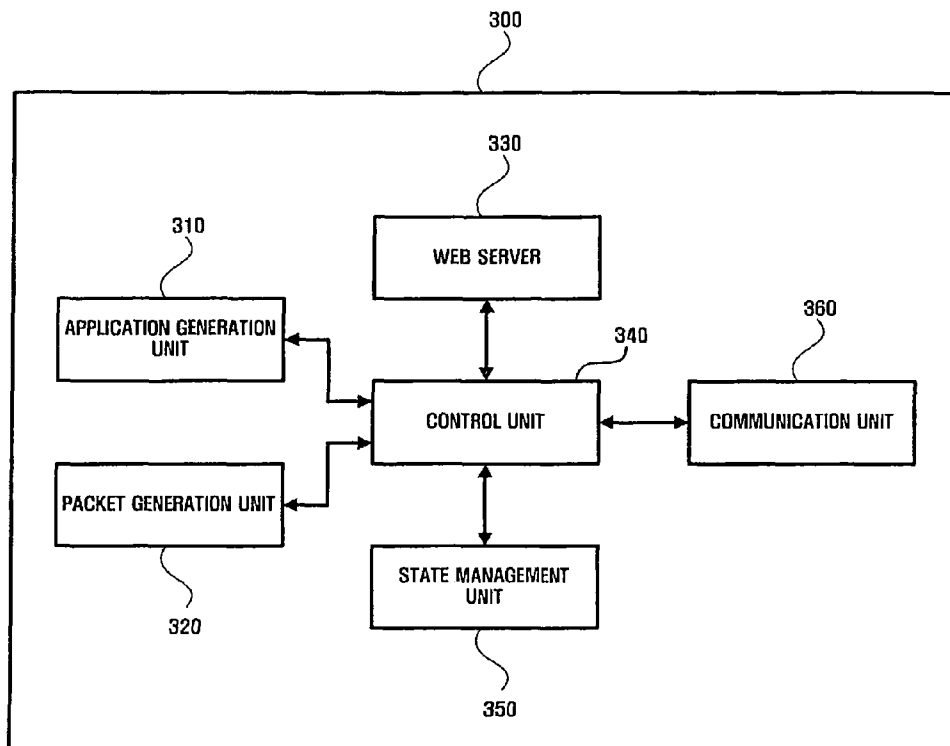 300
330
WEB SERVER
310
APPLICATION GENERATION
UNIT
360
340
CONTROL UNIT
COMMUNICATION UNIT
PACKET GENERATION UNIT
320
STATE MANAGEMENT
UNIT
350